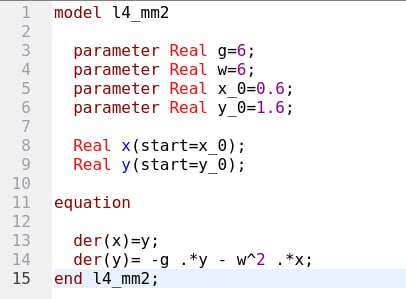 1 model l4_mm2
2
3 parameter Real g=6;
4 parameter Real w=6;
5 parameter Real x_0=0.6;
6 parameter Real y_0=1.6;
7
8 Real x(start=x_0);
9 Real y(start=y_0);
10
11 equation
12
13 der(x)=y;
14 der(y)= -g .*y - w^2 .*x;
15 end l4_mm2;